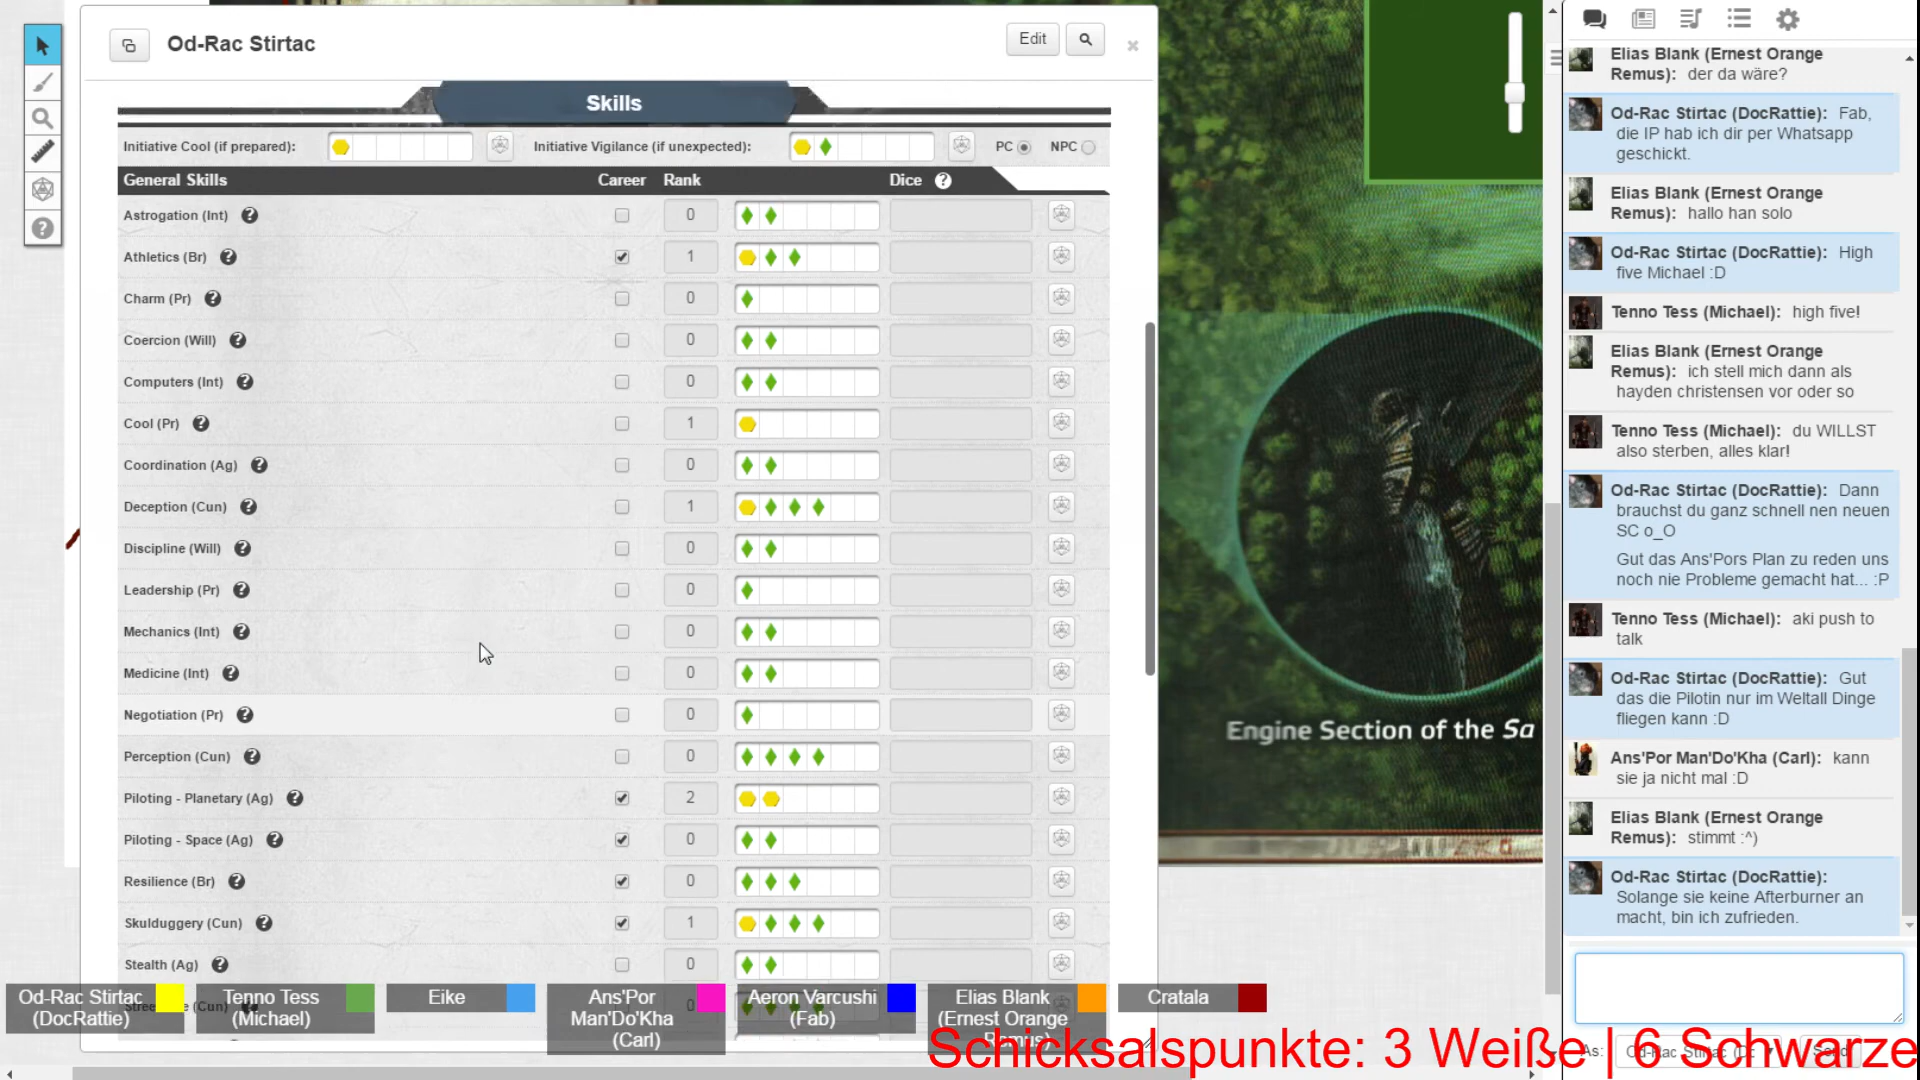 Od-Rac Stirtac
Edit
Skills
Initiative Cool (if prepared):
Initiative Vigilance (if unexpected):
PC
NPC
General Skills
Career
Rank
Dice
Astrogation (Int)
0
Athletics (Br)
1
Charm (Pr)
0
Coercion (Will)
0
Computers (Int)
0
Cool (Pr)
1
Coordination (Ag)
0
Deception (Cun)
1
Discipline (Will)
0
Leadership (Pr)
0
Mechanics (Int)
0
Medicine (Int)
0
Negotiation (Pr)
0
Perception (Cun)
0
Piloting - Planetary (Ag)
2
Piloting - Space (Ag)
0
Resilience (Br)
0
Skulduggery (Cun)
1
Stealth (Ag)
0
(Cun)
0
Engine Section of the Sa
Elias Blank (Ernest Orange
Remus): der da wäre?
Od-Rac Stirtac (DocRattie): Fab,
die IP hab ich dir per Whatsapp
geschickt.
Elias Blank (Ernest Orange
Remus): hallo han solo
Od-Rac Stirtac (DocRattie): High
five Michael :D
Tenno Tess (Michael): high five!
Elias Blank (Ernest Orange
Remus): ich stell mich dann als
hayden christensen vor oder so
Tenno Tess (Michael): du WILLST
also sterben, alles klar!
Od-Rac Stirtac (DocRattie): Dann
brauchst du ganz schnell nen neuen
SC o_O
Gut das Ans'Pors Plan zu reden uns
noch nie Probleme gemacht hat... :P
Tenno Tess (Michael): aki push to
talk
Od-Rac Stirtac (DocRattie): Gut
das die Pilotin nur im Weltall Dinge
fliegen kann :D
Ans'Por Man'Do'Kha (Carl): kann
sie ja nicht mal :D
Elias Blank (Ernest Orange
Remus): stimmt :^)
Od-Rac Stirtac (DocRattie):
Solange sie keine Afterburner an
macht, bin ich zufrieden.
Od-Rac Stirtac
(DocRattie)
Tenno Tess
(Michael)
Eike
Ans'Por
Man'Do'Kha
(Carl)
Aeron Varcushi
(Fab)
Elias Blank
(Ernest Orange
Remus)
Cratala
Schicksalspunkte: 3 Weiße | 6 Schwarze
As: